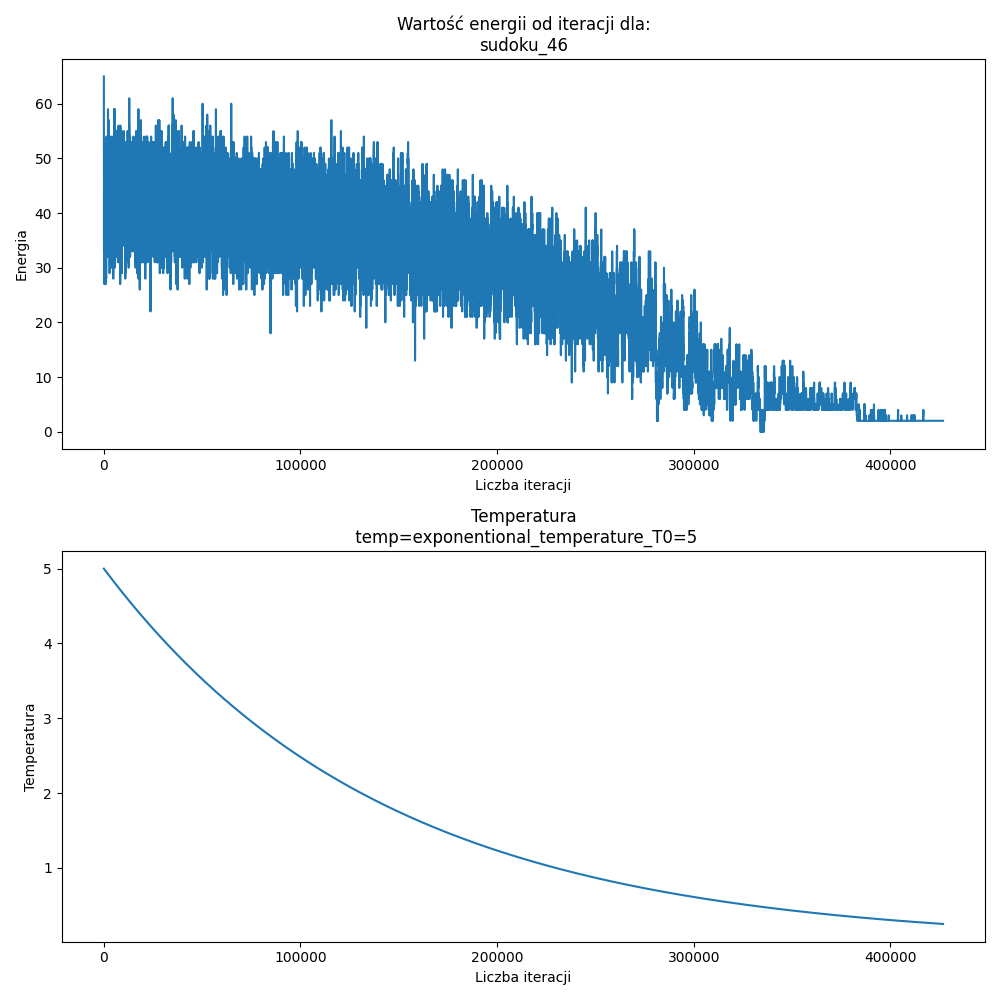 Wartość energii od iteracji dla:
sudoku_46
60
50
40
30
20
10
0
Energia
0 100000 200000 300000 400000
Liczba iteracji
Temperatura
temp=exponentional_temperature_T0=5
5
4
3
2
1
Temperatura
0 100000 200000 300000 400000
Liczba iteracji